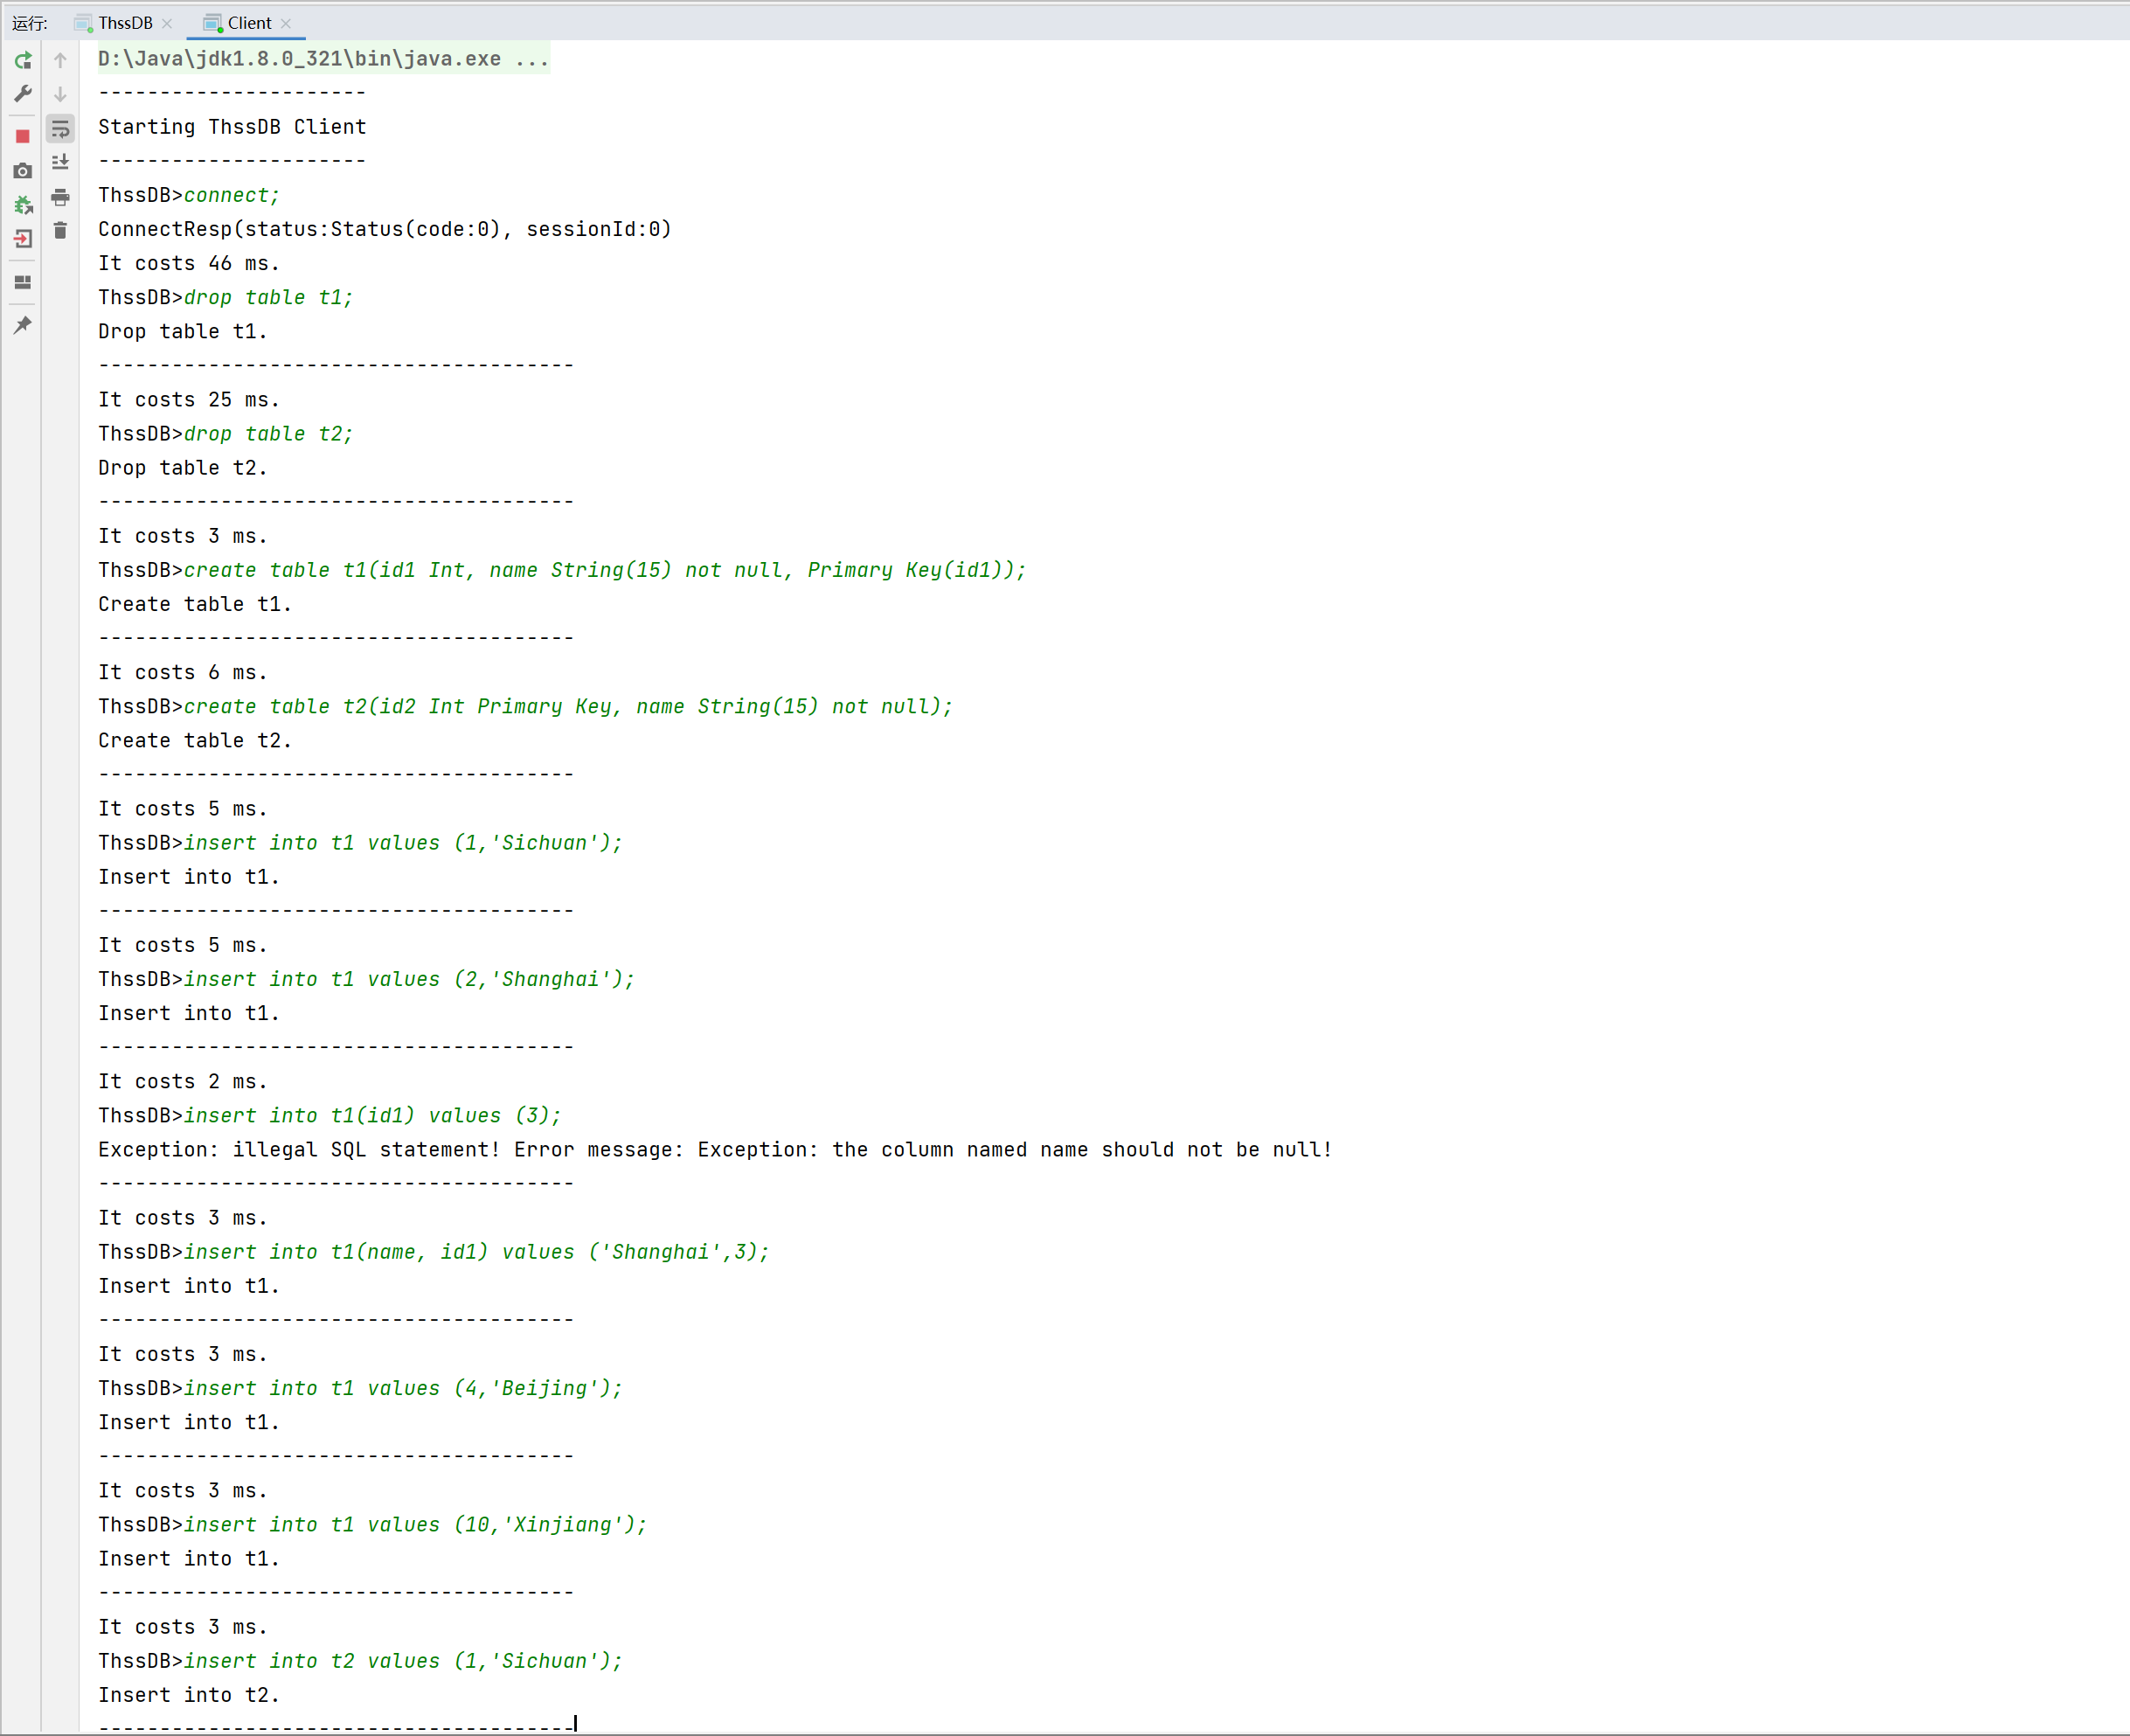 运行: ThssDB Client
D:\Java\jdk1.8.0_321\bin\java.exe ...
----------------------
Starting ThssDB Client
----------------------
ThssDB>connect;
ConnectResp(status:Status(code:0), sessionId:0)
It costs 46 ms.
ThssDB>drop table t1;
Drop table t1.
---------------------------------------
It costs 25 ms.
ThssDB>drop table t2;
Drop table t2.
---------------------------------------
It costs 3 ms.
ThssDB>create table t1(id1 Int, name String(15) not null, Primary Key(id1));
Create table t1.
---------------------------------------
It costs 6 ms.
ThssDB>create table t2(id2 Int Primary Key, name String(15) not null);
Create table t2.
---------------------------------------
It costs 5 ms.
ThssDB>insert into t1 values (1,'Sichuan');
Insert into t1.
---------------------------------------
It costs 5 ms.
ThssDB>insert into t1 values (2,'Shanghai');
Insert into t1.
---------------------------------------
It costs 2 ms.
ThssDB>insert into t1(id1) values (3);
Exception: illegal SQL statement! Error message: Exception: the column named name should not be null!
---------------------------------------
It costs 3 ms.
ThssDB>insert into t1(name, id1) values ('Shanghai',3);
Insert into t1.
---------------------------------------
It costs 3 ms.
ThssDB>insert into t1 values (4,'Beijing');
Insert into t1.
---------------------------------------
It costs 3 ms.
ThssDB>insert into t1 values (10,'Xinjiang');
Insert into t1.
---------------------------------------
It costs 3 ms.
ThssDB>insert into t2 values (1,'Sichuan');
Insert into t2.
---------------------------------------